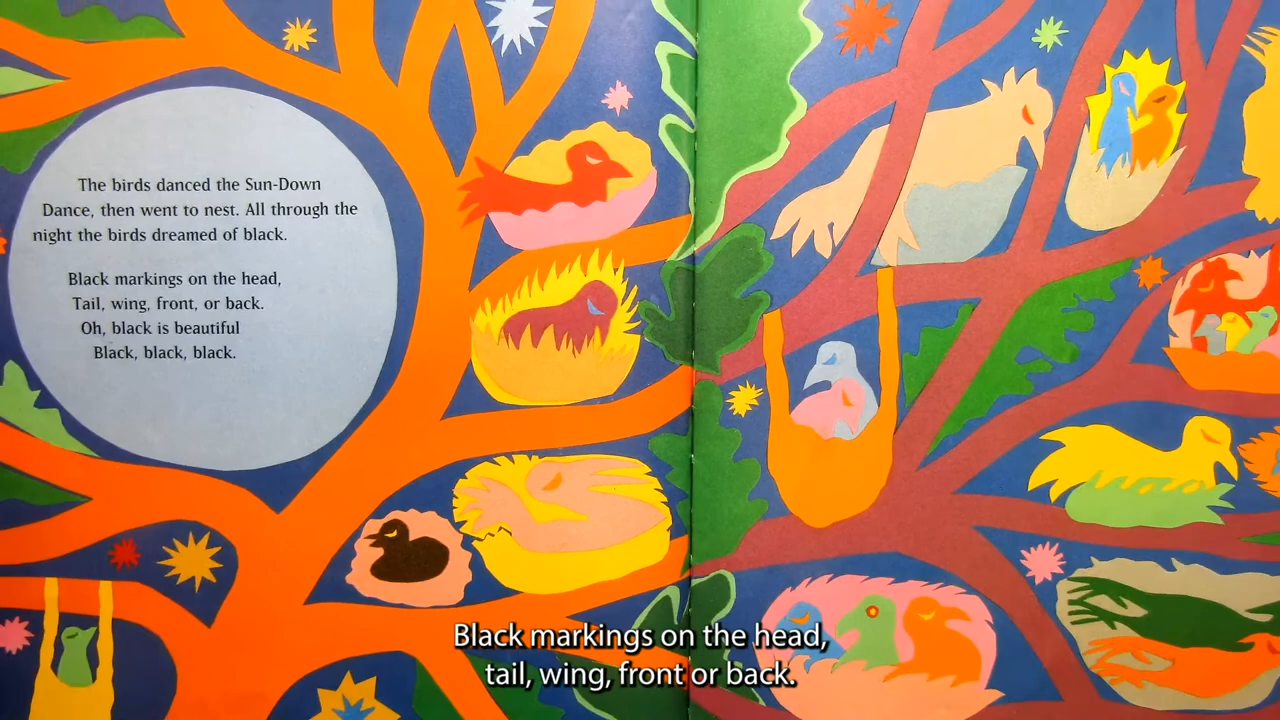 The birds danced the Sun-Down
Dance, then went to nest. All through the
night the birds dreamed of black.
Black markings on the head,
Tail, wing, front, or back.
Oh, black is beautiful
Black, black, black.
Black markings on the head,
tail, wing, front or back.